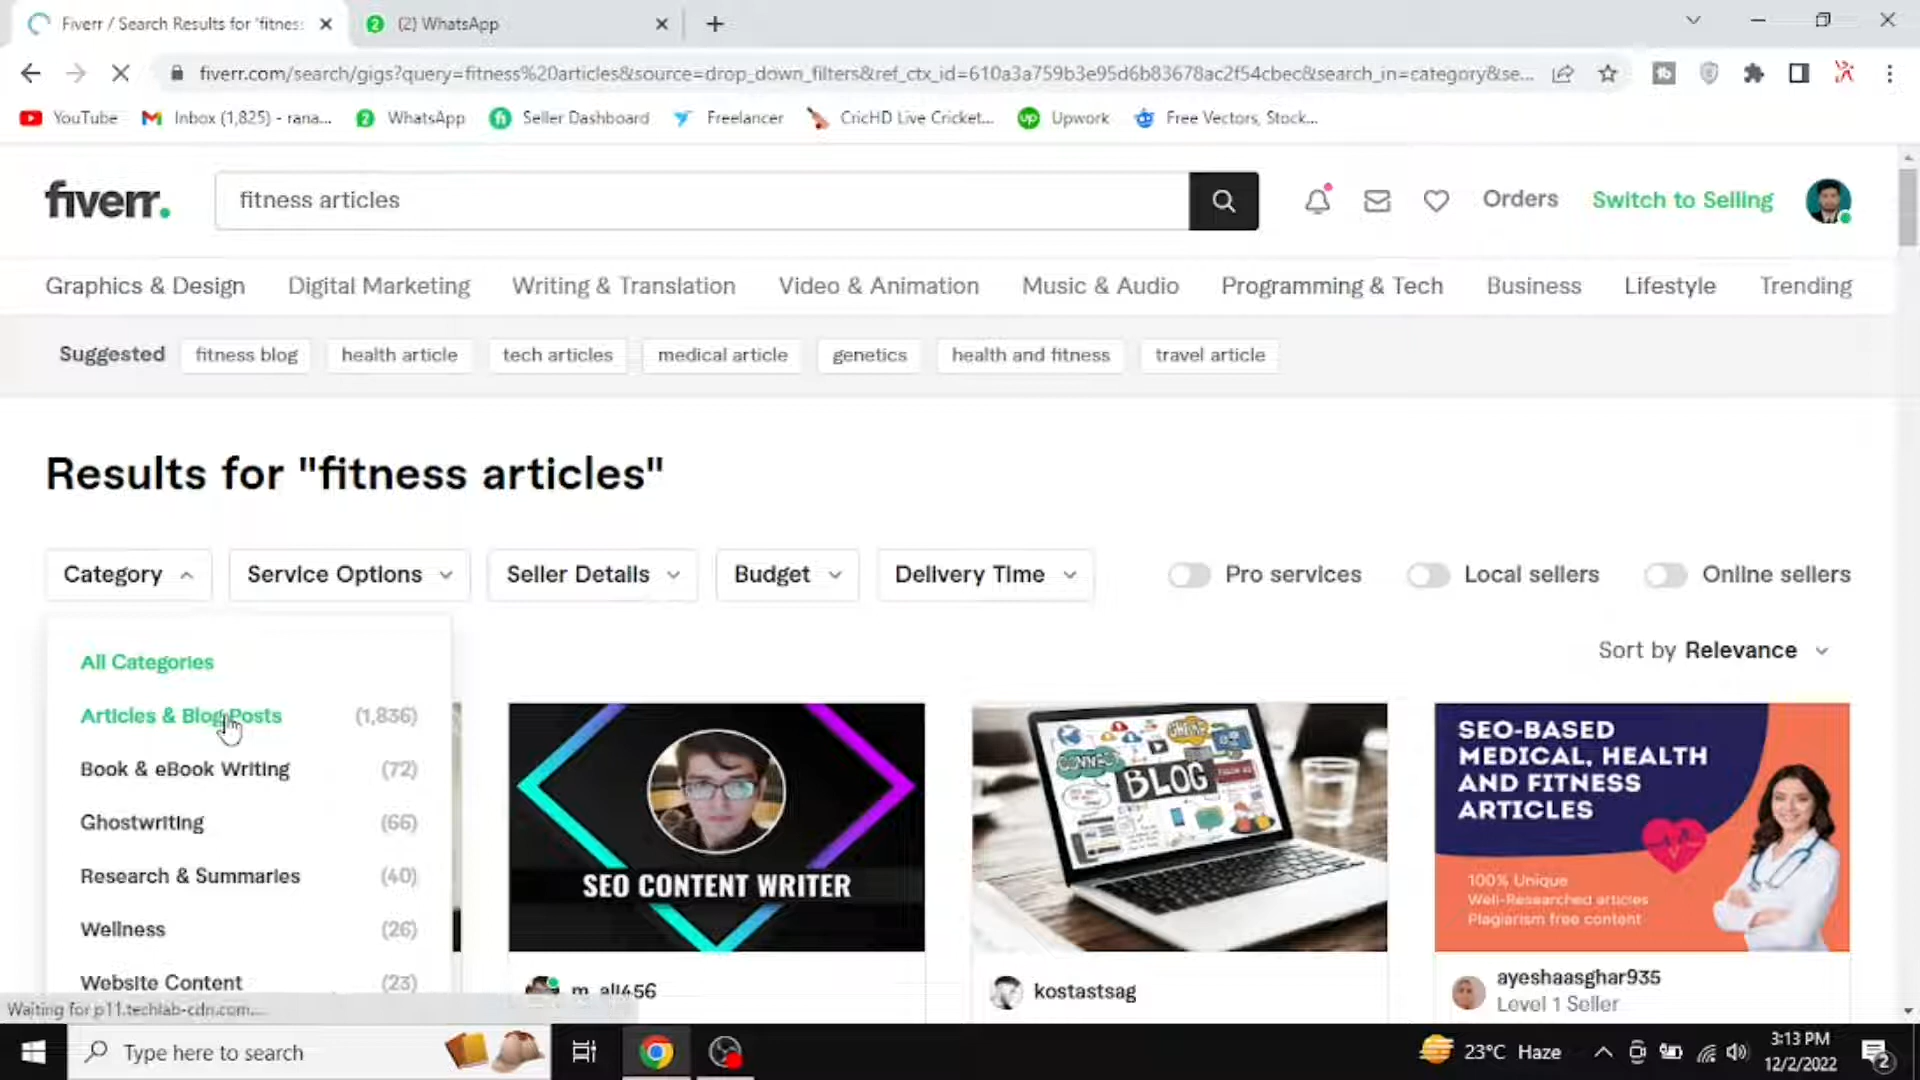 Fiverr / Search Results for 'fitnes:
(2) WhatsApp
fiverr.com/search/gigs?query=fitness%20articles&source=drop_down_filters&ref_ctx_id=610a3a759b3e95d6b83678ac2f54cbec&search_in=category&se...
YouTube
Inbox (1,825) - rana...
WhatsApp
Seller Dashboard
Freelancer
CricHD Live Cricket...
Upwork
Free Vectors, Stock...
fiverr.
fitness articles
Orders
Switch to Selling
Graphics & Design
Digital Marketing
Writing & Translation
Video & Animation
Music & Audio
Programming & Tech
Business
Lifestyle
Trending
Suggested
fitness blog
health article
tech articles
medical article
genetics
health and fitness
travel article
Results for "fitness articles"
Category
Service Options
Seller Details
Budget
Delivery Time
Pro services
Local sellers
Online sellers
Sort by Relevance
All Categories
Articles & Blog Posts (1,836)
Book & eBook Writing (72)
Ghostwriting (66)
Research & Summaries (40)
Wellness (26)
Website Content (23)
SEO CONTENT WRITER
m_ali456
CONNECT
BLOG
kostastsag
SEO-BASED
MEDICAL, HEALTH
AND FITNESS
ARTICLES
100% Unique
Well-Researched articles
Plagiarism free content
ayeshaasghar935
Level 1 Seller
Waiting for p11.techlab-cdn.com...
Type here to search
23°C Haze
3:13 PM
12/2/2022
2